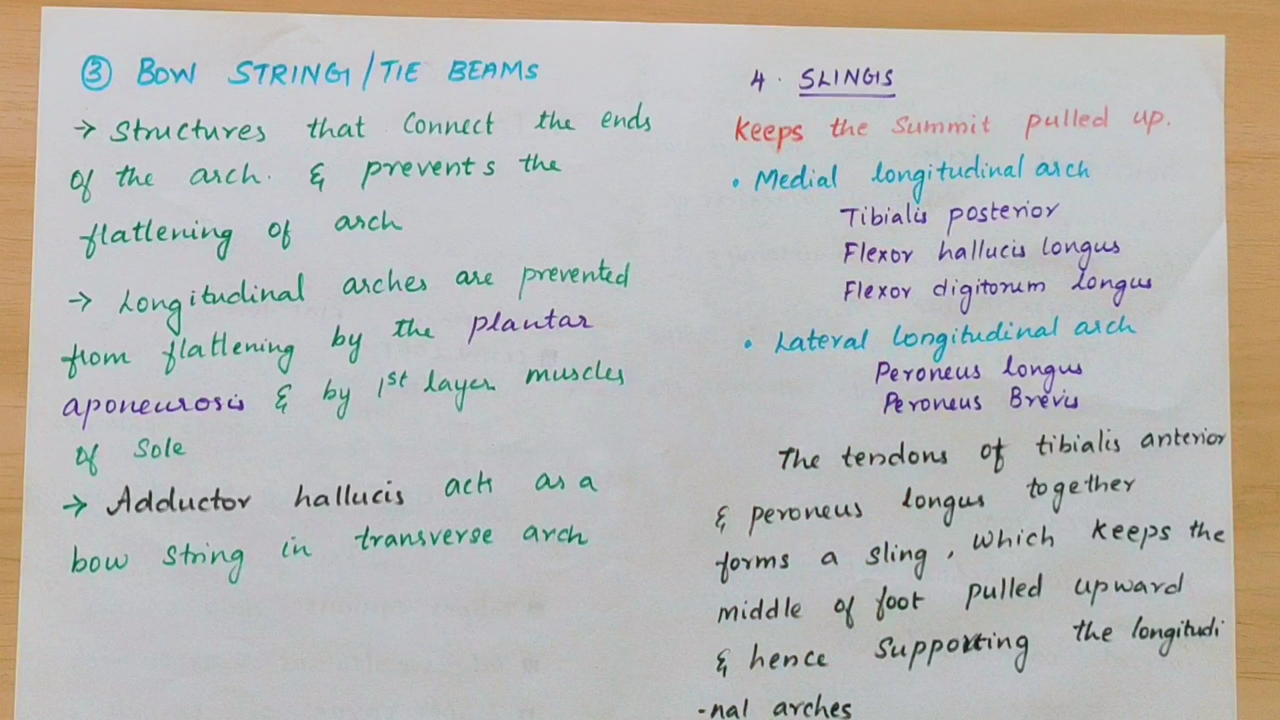 ③ BOW STRING/TIE BEAMS
→ Structures that Connect the ends
of the arch. & prevents the
flatlening of arch
→ Longitudinal arches are prevented
from flatlening by the plantar
aponeurosis & by 1st layer muscles
of Sole
→ Adductor hallucis acts as a
bow string in transverse arch
4. SLINGS
Keeps the Summit pulled up.
• Medial longitudinal arch
Tibialis posterior
Flexor hallucis longus
Flexor digitorum longus
• Lateral longitudinal arch
Peroneus longus
Peroneus Brevis
The tendons of tibialis anterior
& peroneus longus together
forms a sling, which keeps the
middle of foot pulled upward
& hence Supporting the longitudi
-nal arches